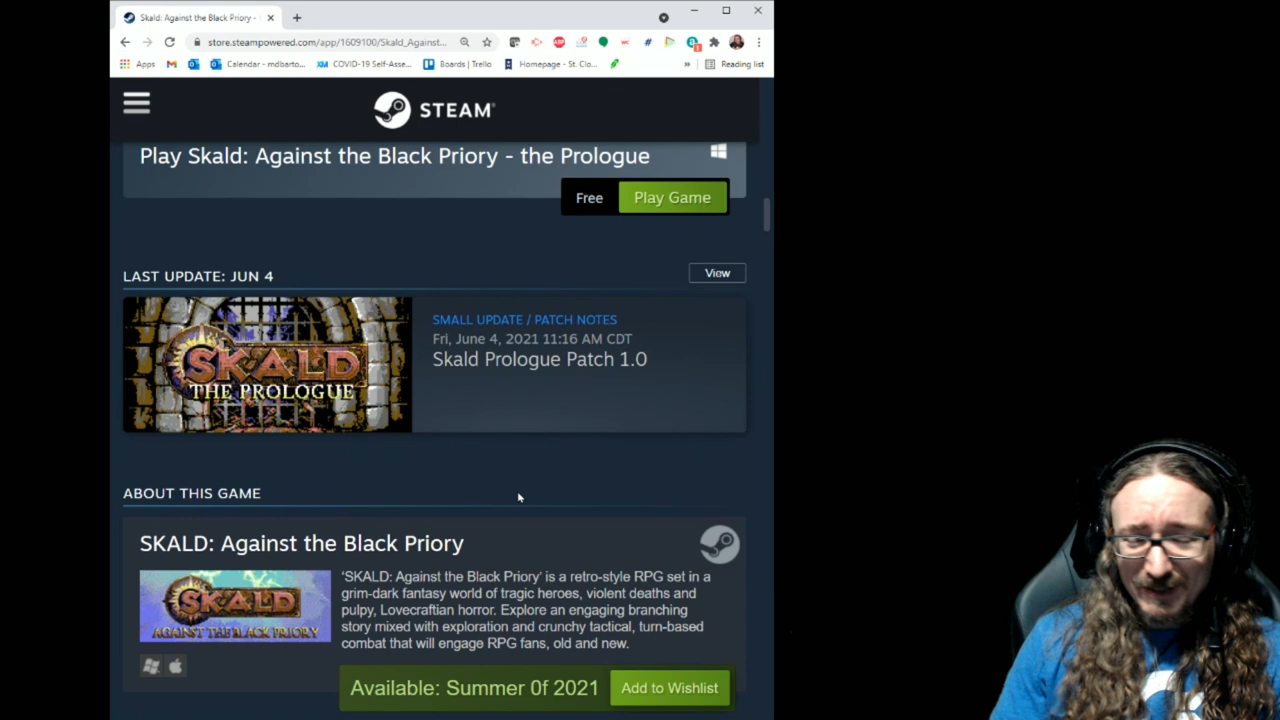 Skald: Against the Black Priory -
store.steampowered.com/app/1609100/Skald_Against...
Apps
Calendar - mdbarto...
COVID-19 Self-Asse...
Boards | Trello
Homepage - St. Clo...
»
Reading list
STEAM
Play Skald: Against the Black Priory - the Prologue
Free
Play Game
LAST UPDATE: JUN 4
View
SKALD
THE PROLOGUE
SMALL UPDATE / PATCH NOTES
Fri, June 4, 2021 11:16 AM CDT
Skald Prologue Patch 1.0
ABOUT THIS GAME
SKALD: Against the Black Priory
SKALD
AGAINST THE BLACK PRIORY
'SKALD: Against the Black Priory' is a retro-style RPG set in a
grim-dark fantasy world of tragic heroes, violent deaths and
pulpy, Lovecraftian horror. Explore an engaging branching
story mixed with exploration and crunchy tactical, turn-based
combat that will engage RPG fans, old and new.
Available: Summer 0f 2021
Add to Wishlist